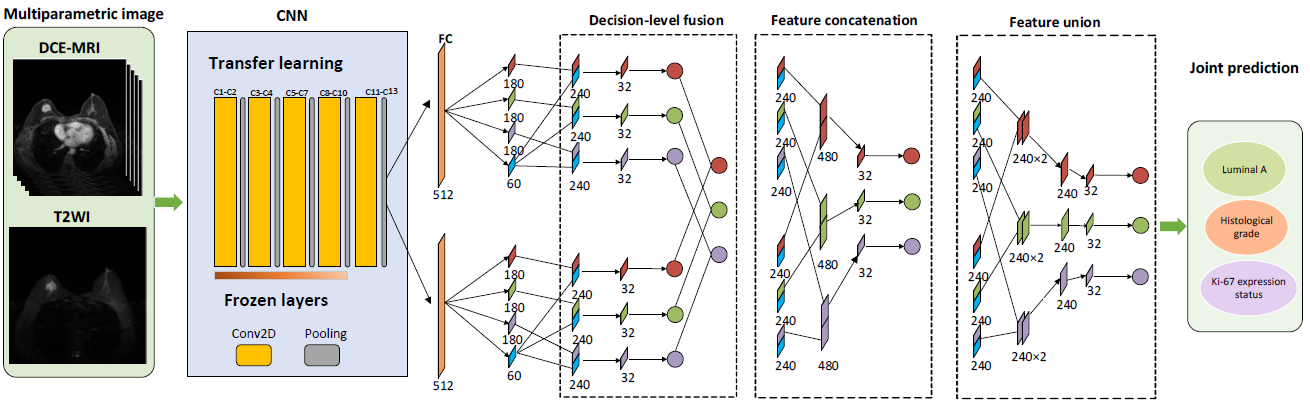 Multiparametric image
DCE-MRI
T2WI
CNN
Transfer learning
C1-C2 C3-C4 C5-C7 C8-C10 C11-C13
Frozen layers
Conv2D Pooling
FC
512
180
180
180
60
512
180
180
180
60
Decision-level fusion
240 32
240 32
240 32
240 32
240 32
240 32
Feature concatenation
240
240
240
240
240
240
480
480
480
32
32
32
Feature union
240
240
240
240
240
240
240×2
240×2
240×2
240 32
240 32
240 32
Joint prediction
Luminal A
Histological
grade
Ki-67 expression
status